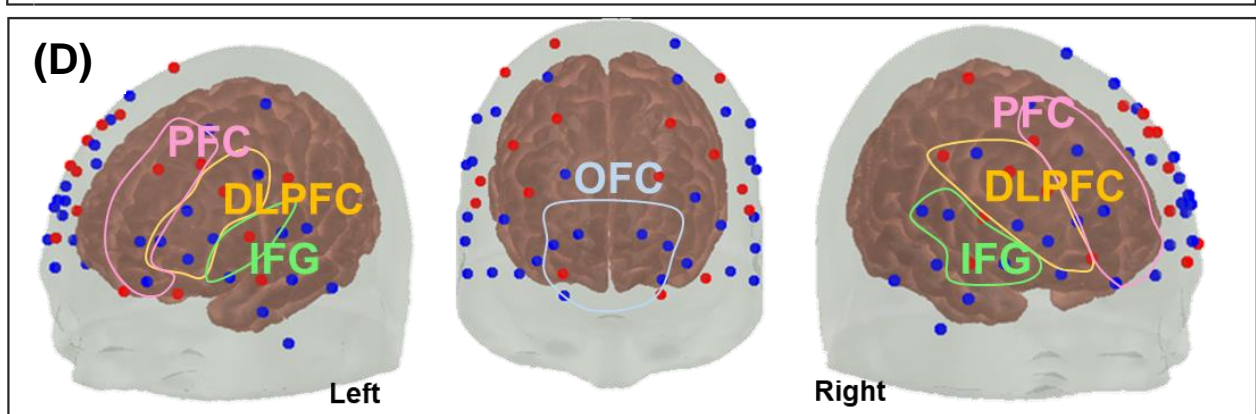 (D)
PFC
DLPFC
IFG
Left
OFC
PFC
DLPFC
IFG
Right